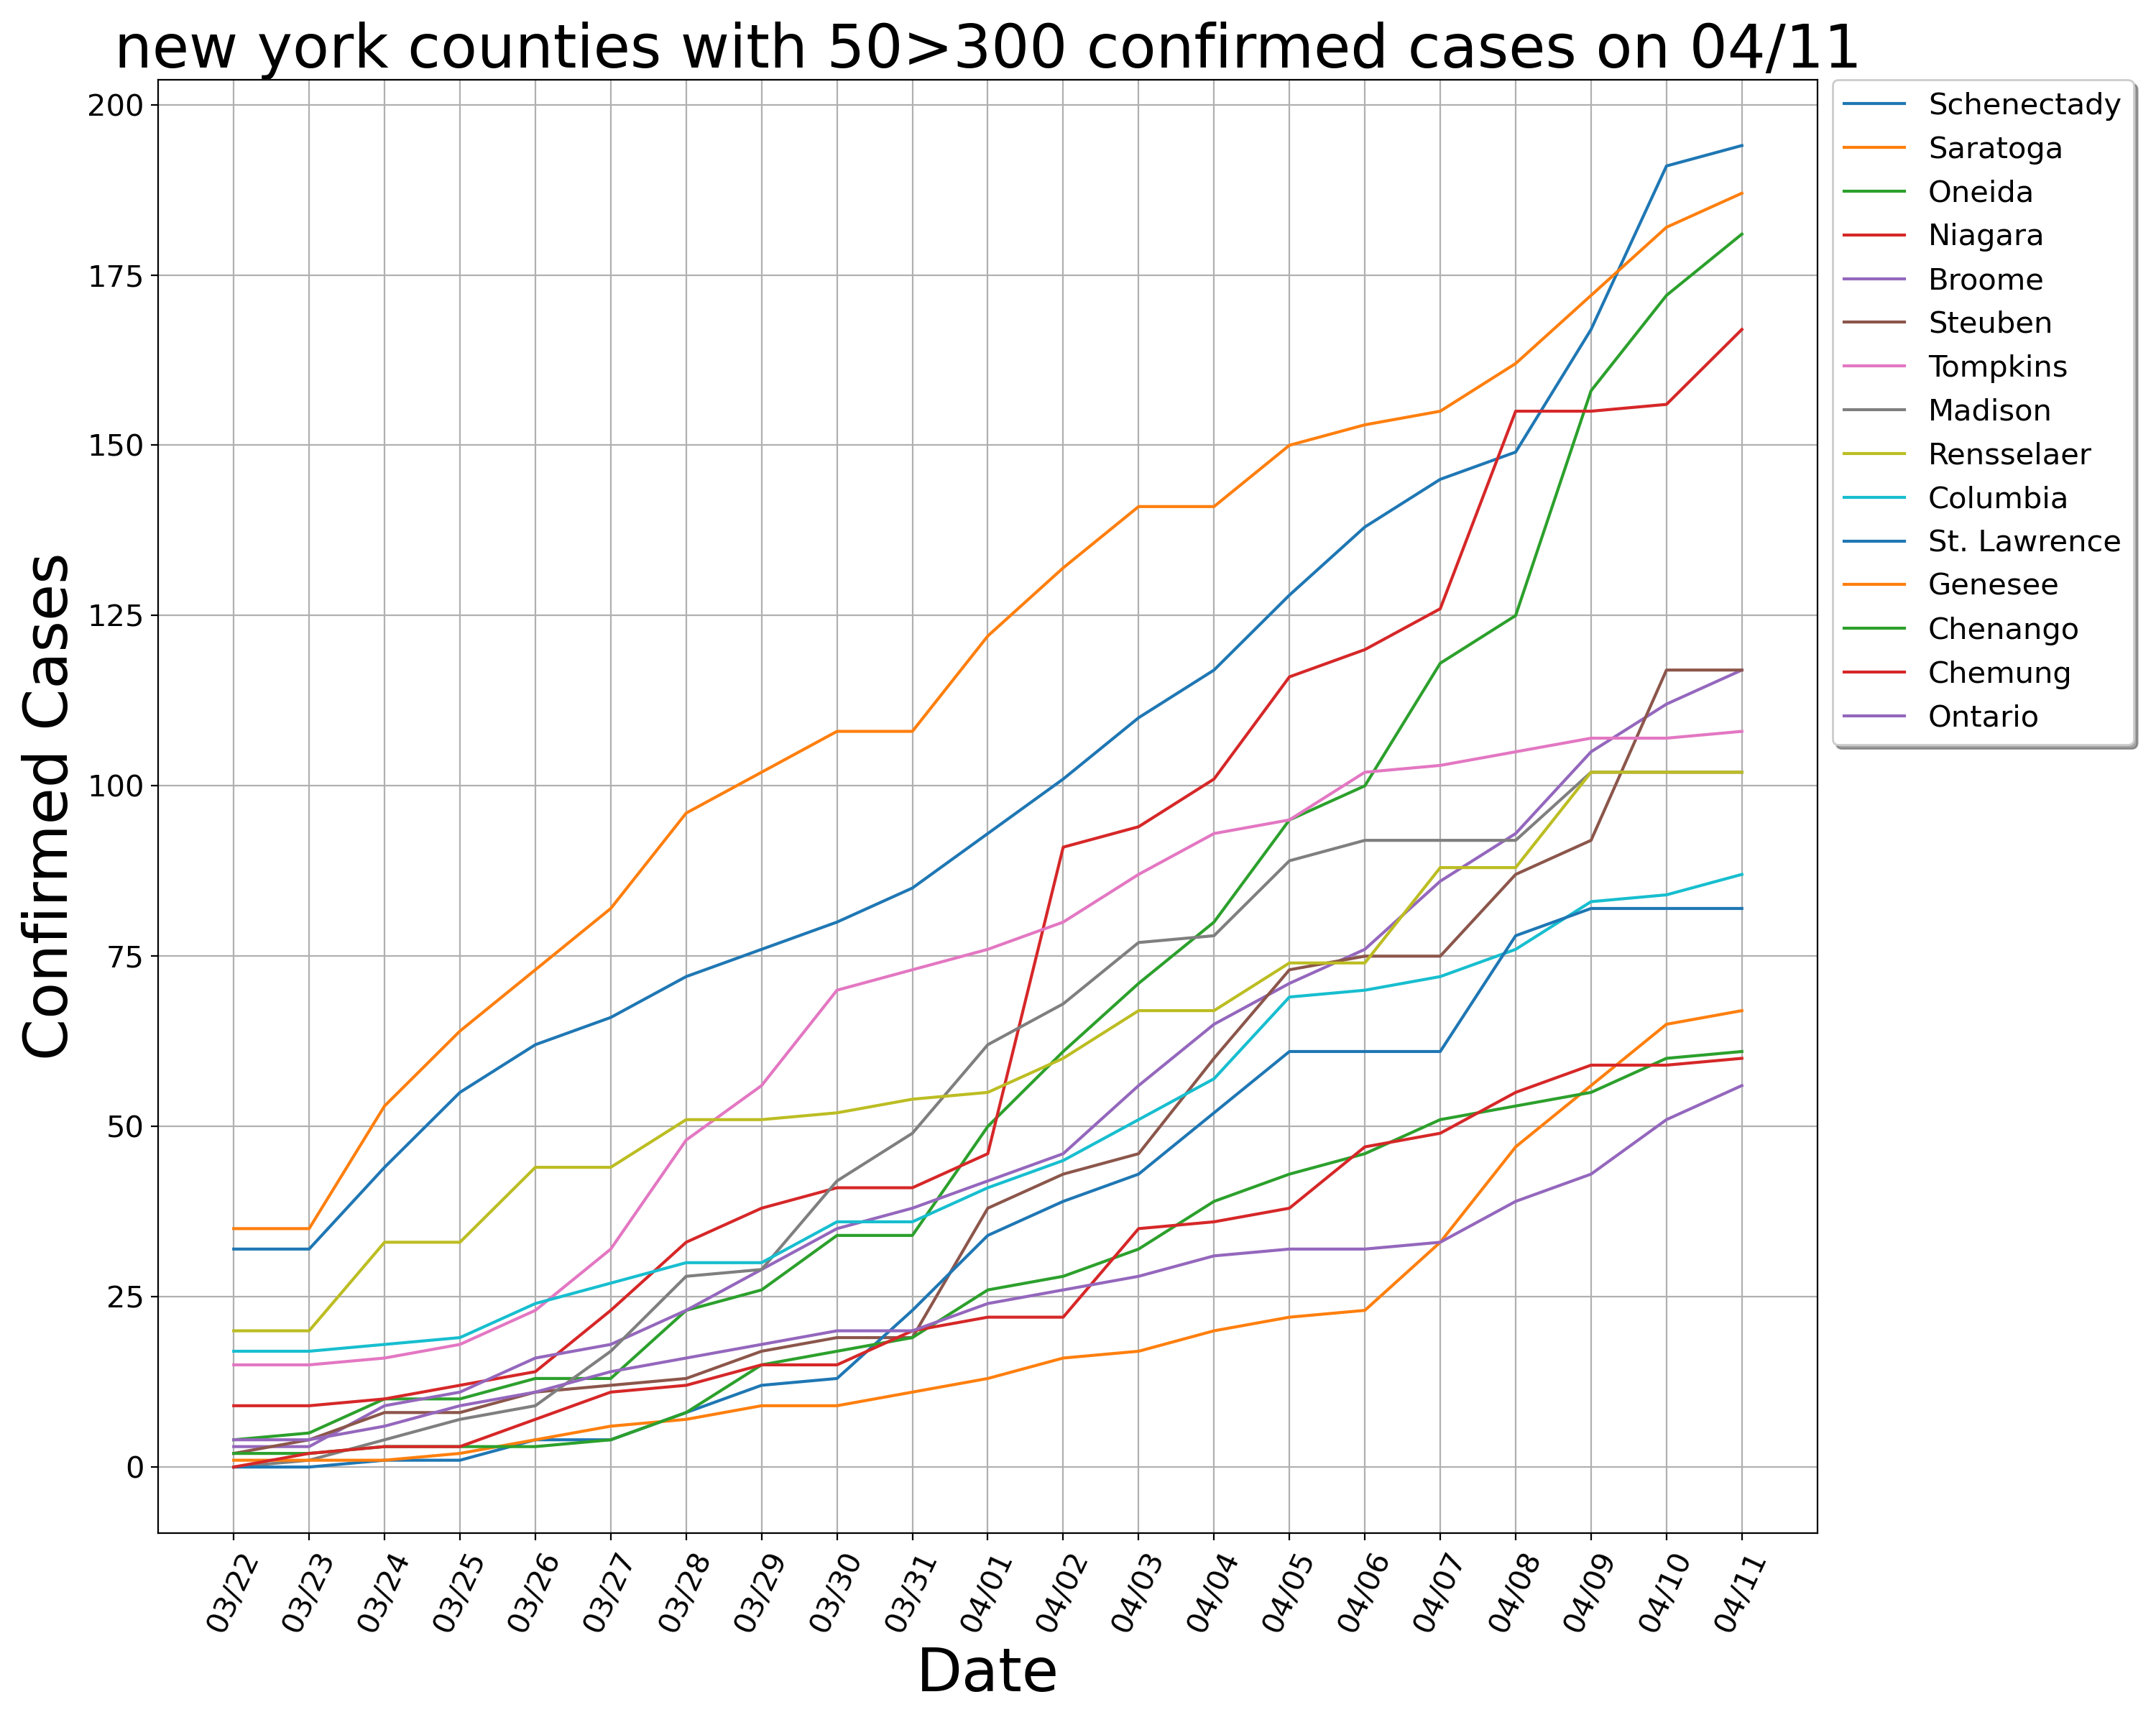 new york counties with 50>300 confirmed cases on 04/11
Confirmed Cases
200
175
150
125
100
75
50
25
0
03/22
03/23
03/24
03/25
03/26
03/27
03/28
03/29
03/30
03/31
04/01
04/02
04/03
04/04
04/05
04/06
04/07
04/08
04/09
04/10
04/11
Date
Schenectady
Saratoga
Oneida
Niagara
Broome
Steuben
Tompkins
Madison
Rensselaer
Columbia
St. Lawrence
Genesee
Chenango
Chemung
Ontario